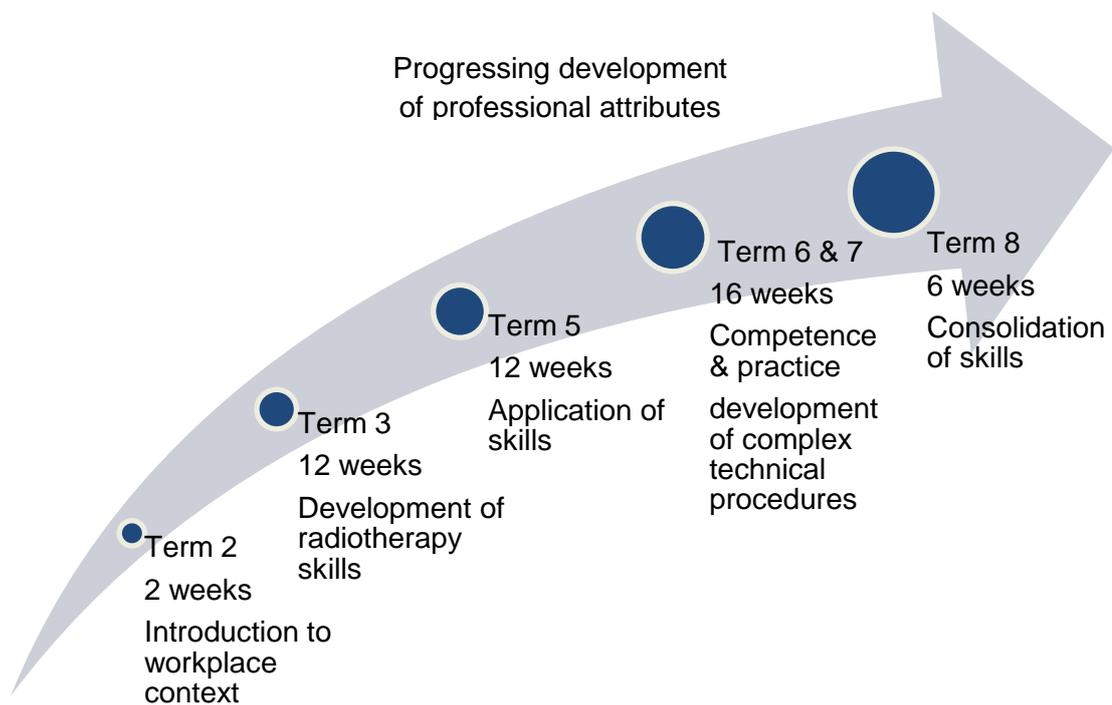 Progressing development
of professional attributes
Term 2
2 weeks
Introduction to
workplace
context
Term 3
12 weeks
Development of
radiotherapy
skills
Term 5
12 weeks
Application of
skills
Term 6 & 7
16 weeks
Competence
& practice
development
of complex
technical
procedures
Term 8
6 weeks
Consolidation
of skills